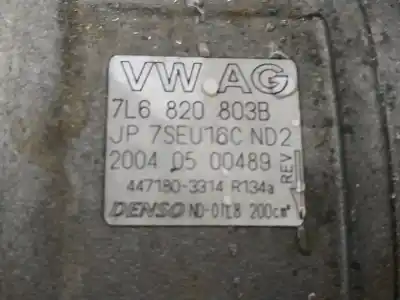 VW AG
7L6 820 803B
JP 7SEU16C ND2
2004 05 00489
REV
447180-3314 R134a
DENSO ND-OIL8 200cm³